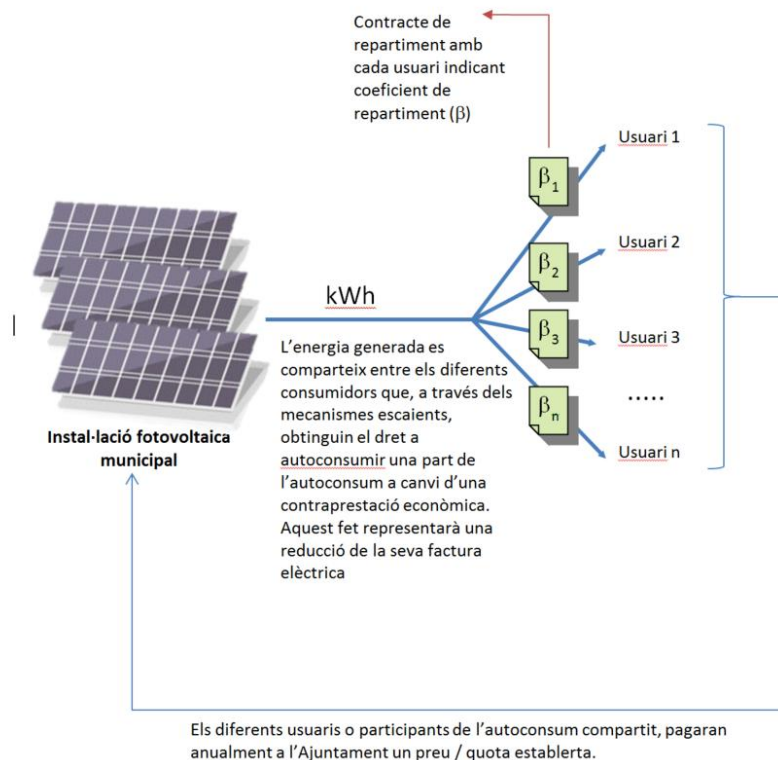 Contracte de
repartiment amb
cada usuari indicant
coeficient de
repartiment (β)
Usuari 1
β1
Usuari 2
β2
kWh
Usuari 3
β3
L’energia generada es
comparteix entre els diferents
consumidors que, a través dels
mecanismes escaients,
obtinguin el dret a
autoconsumir una part de
l’autoconsum a canvi d’una
contraprestació econòmica.
Aquest fet representarà una
reducció de la seva factura
elèctrica
.....
βn
Usuari n
Instal·lació fotovoltaica
municipal
Els diferents usuaris o participants de l’autoconsum compartit, pagaran
anualment a l’Ajuntament un preu / quota establerta.